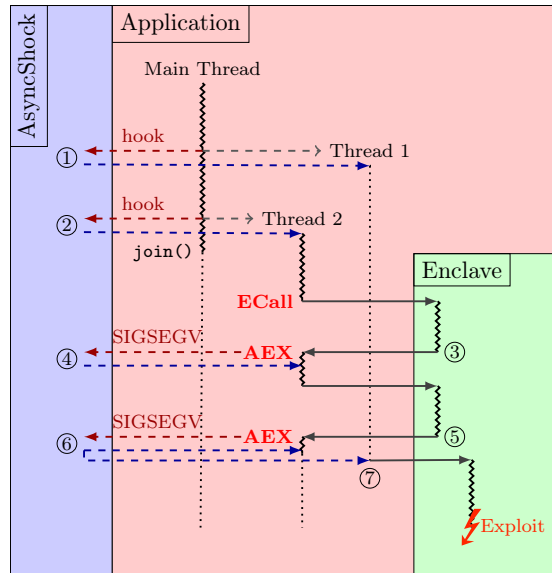 AsyncShock
Application
Main Thread
hook
① Thread 1
hook
② Thread 2
join()
Enclave
ECall
SIGSEGV
AEX
③
④
SIGSEGV
AEX
⑤
⑥
⑦
Exploit